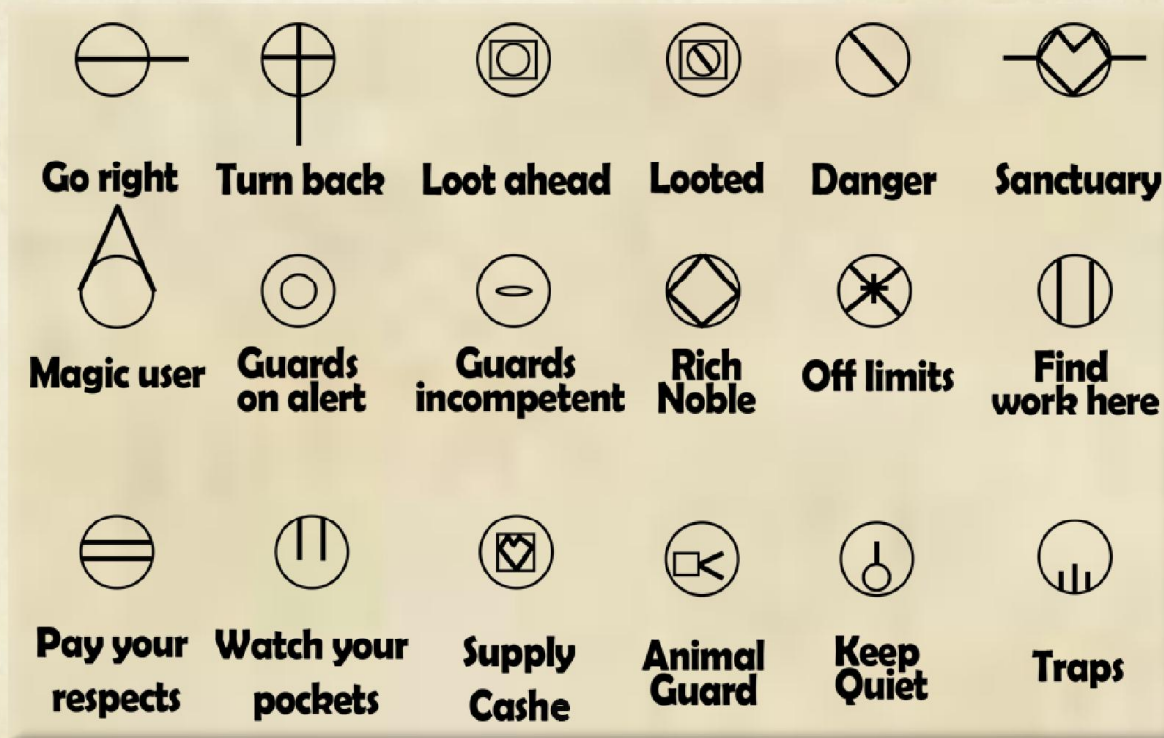 Go right
Turn back
Loot ahead
Looted
Danger
Sanctuary
Magic user
Guards
on alert
Guards
incompetent
Rich
Noble
Off limits
Find
work here
Pay your
respects
Watch your
pockets
Supply
Cashe
Animal
Guard
Keep
Quiet
Traps